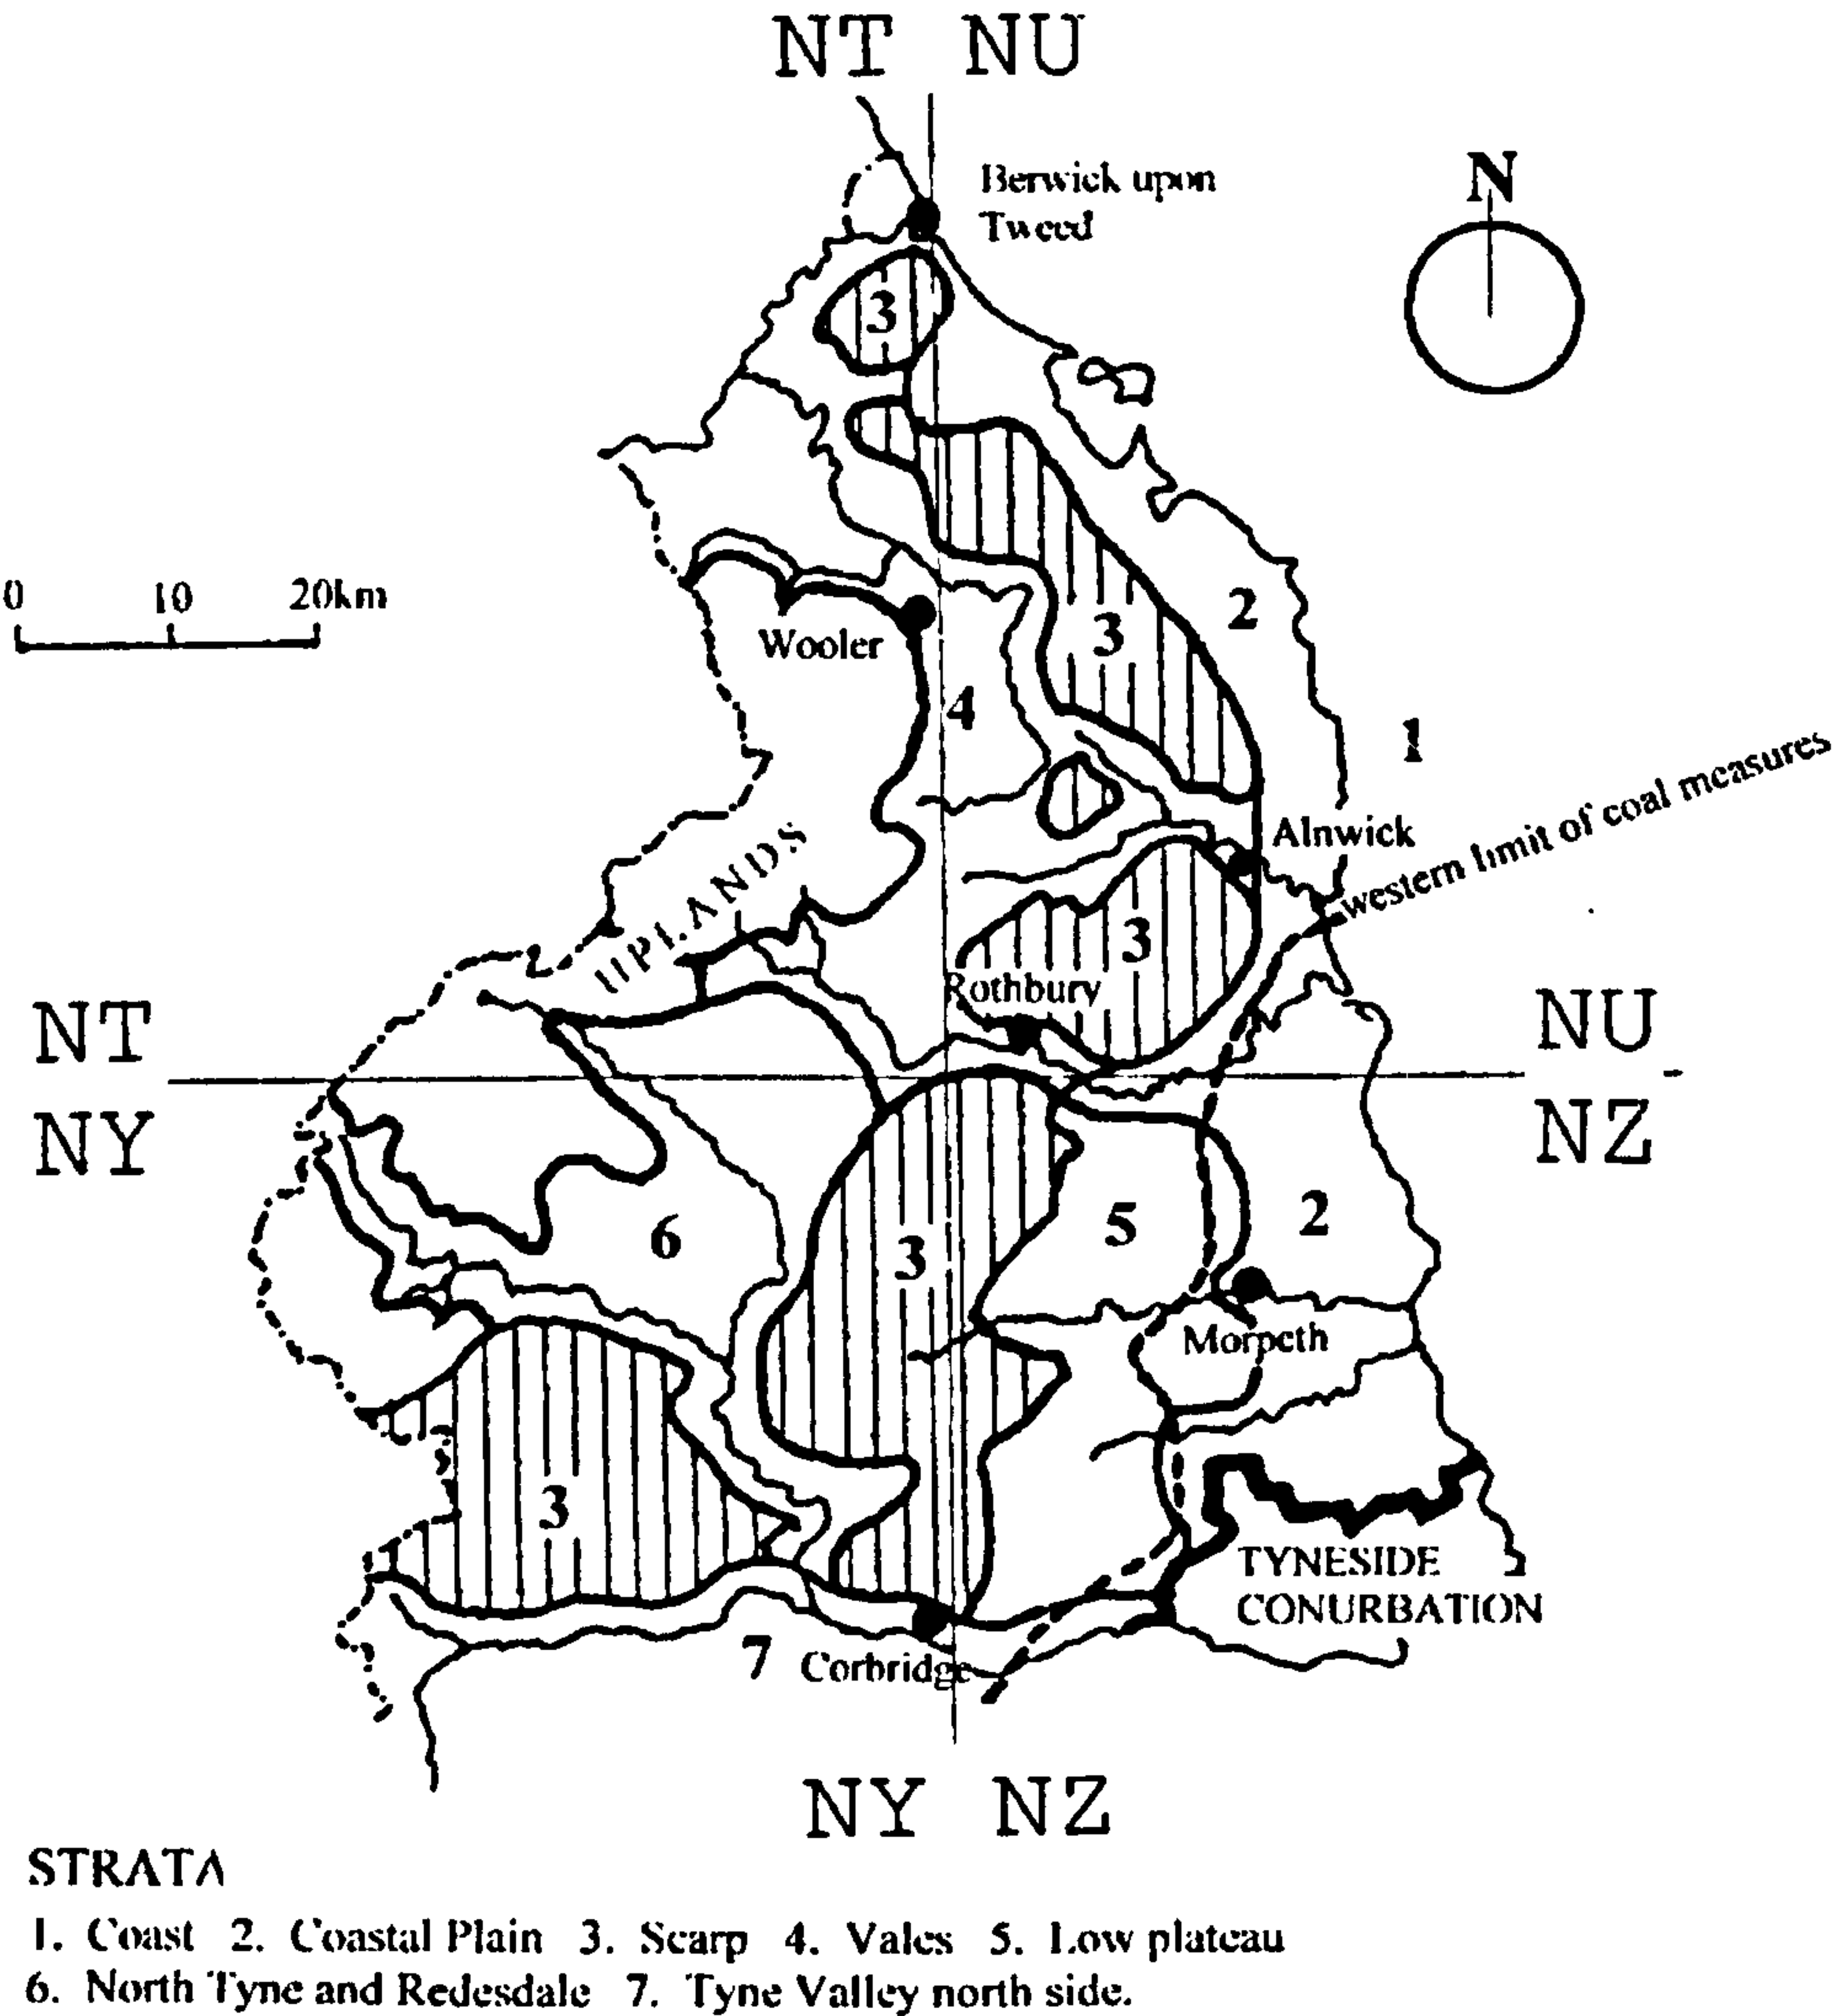 NT NU
Berwick upon
Tweed
N
3
0 10 20km
2
3
Wooler
4
1
western limit of coal measures
Alnwick
UPLANDS
3
Rothbury
NT NU
NY NZ
6
3
5
2
Morpeth
3
TYNESIDE
CONURBATION
7 Corbridge
NY NZ
STRATA
1. Coast 2. Coastal Plain 3. Scarp 4. Vales 5. Low plateau
6. North Tyne and Redesdale 7. Tyne Valley north side.